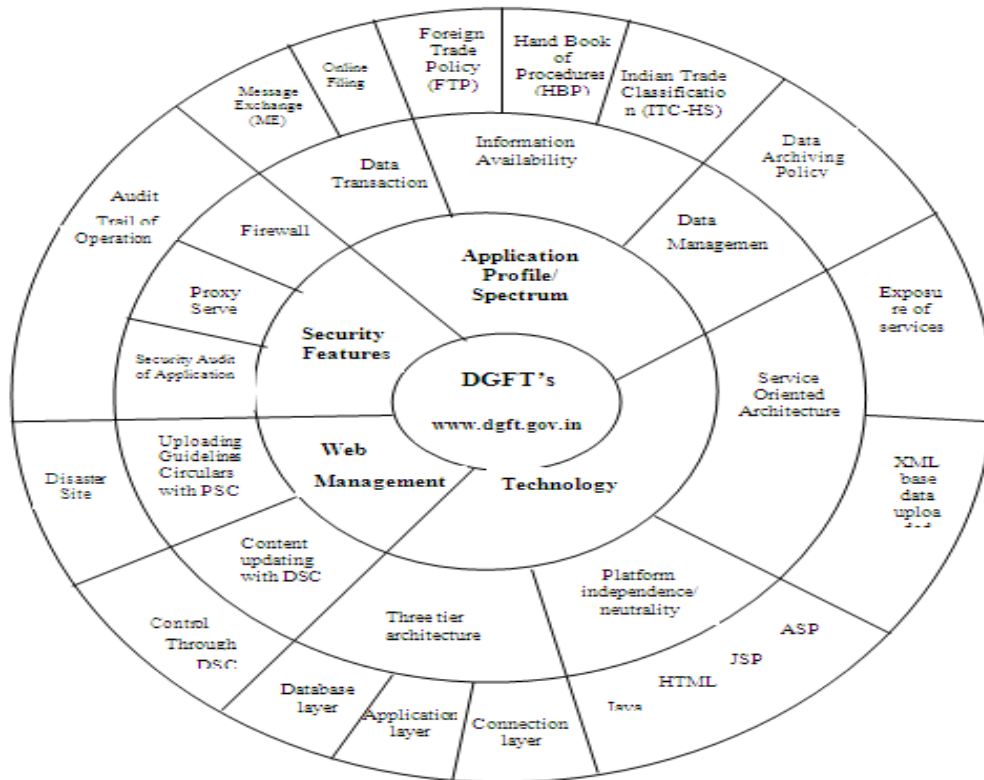 Foreign
Trade
Policy
(FTP)
Hand Book
of
Procedures
(HBP)
Indian Trade
Classificatio
n (ITC-HS)
Online
Filing
Message
Exchange
(ME)
Data
Archiving
Policy
Information
Availability
Data
Transaction
Data
Managemen
Audit
Trail of
Operation
Firewall
Proxy
Serve
Security Audit
of Application
Application
Profile/
Spectrum
Security
Features
DGFT's
www.dgft.gov.in
Web
Management
Technology
Exposu
re of
services
Service
Oriented
Architecture
XML
base
data
uploa
ded
Disaster
Site
Uploading
Guidelines
Circulars
with PSC
Content
updating
with DSC
Control
Through
DSC
Three tier
architecture
Platform
independence/
neutrality
ASP
JSP
HTML
Java
Database
layer
Application
layer
Connection
layer